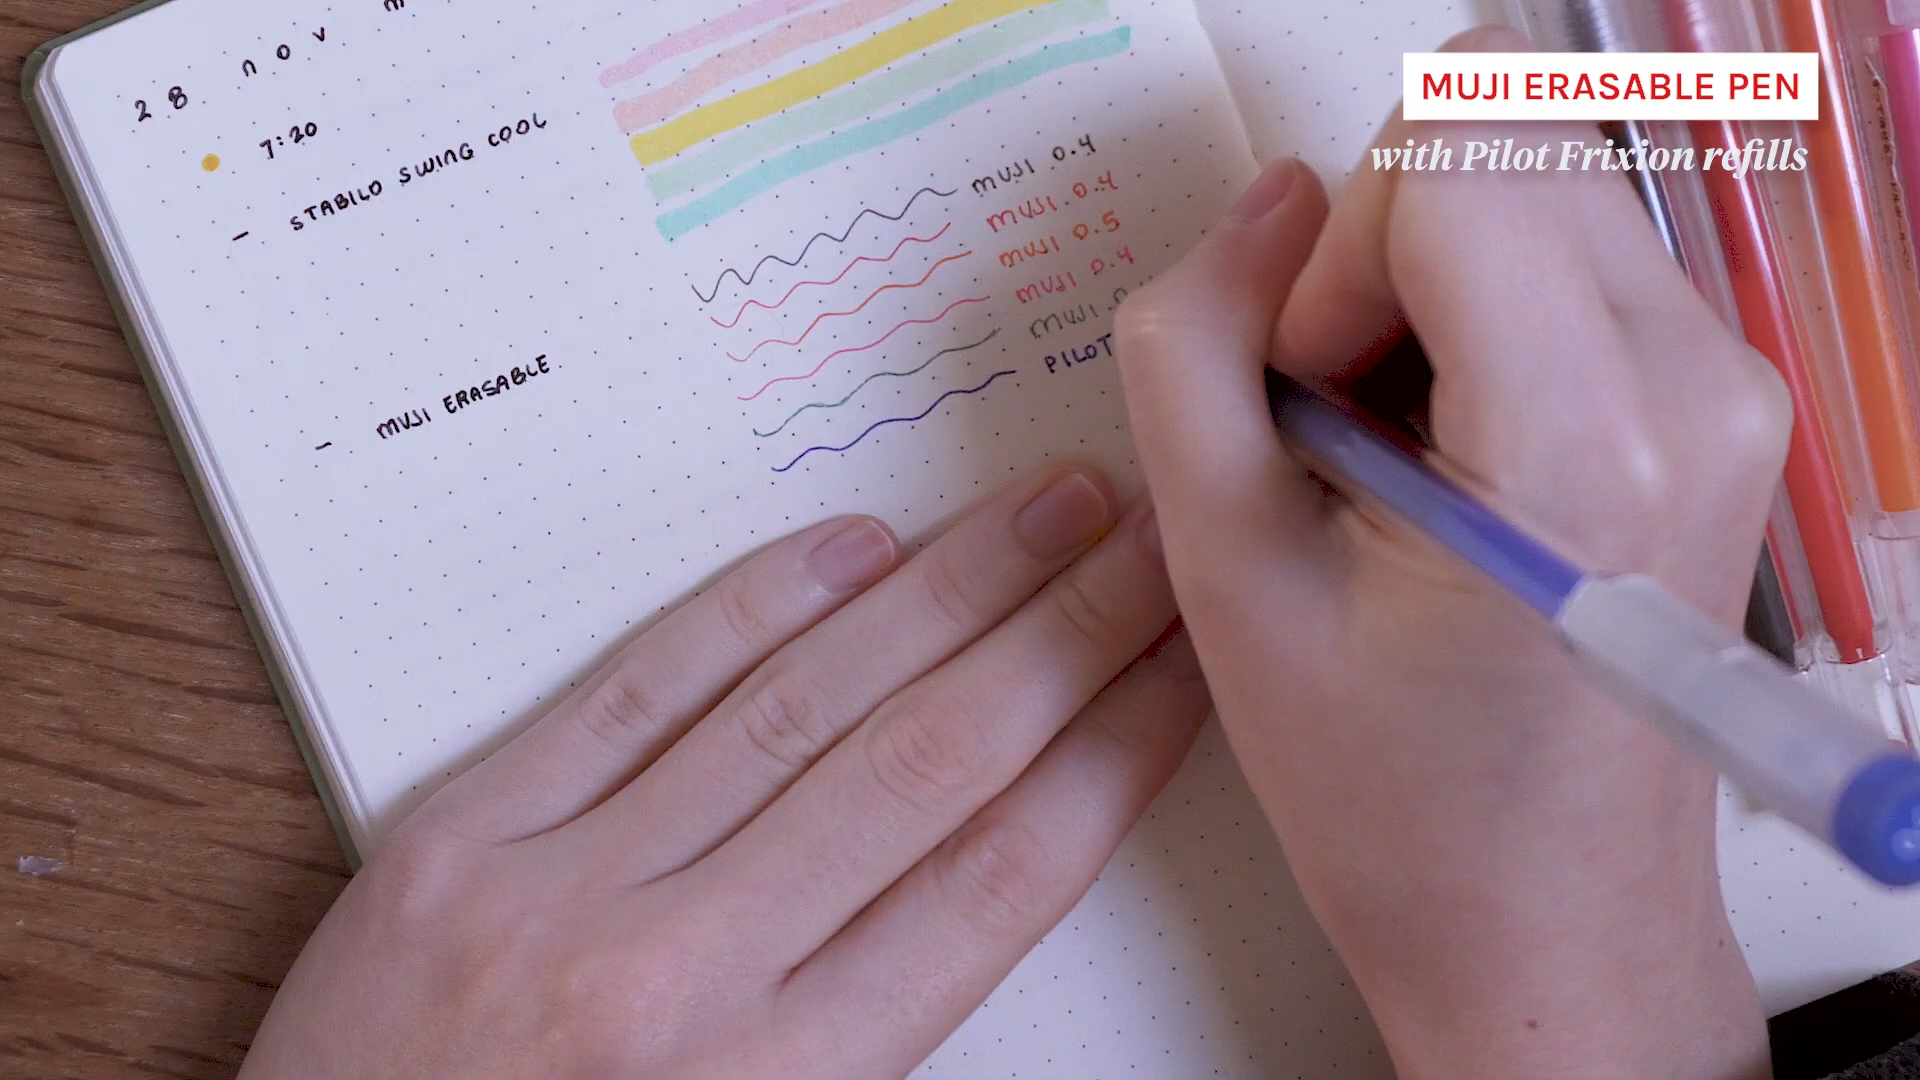 28 nov
7:20
– STABILO SWING COOL
MUJI 0.4
MUJI 0.4
MUJI 0.5
MUJI 0.4
MUJI
PILOT
– MUJI ERASABLE
MUJI ERASABLE PEN
with Pilot Frixion refills